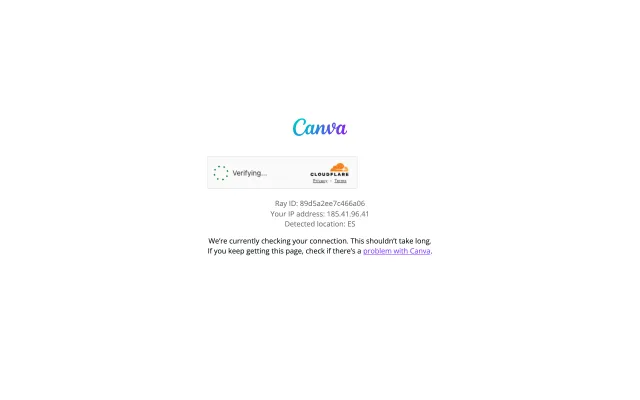 Canva
Verifying...
CLOUDFLARE
Privacy • Terms
Ray ID: 89d5a2ee7c466a06
Your IP address: 185.41.96.41
Detected location: ES
We're currently checking your connection. This shouldn't take long.
If you keep getting this page, check if there's a problem with Canva.